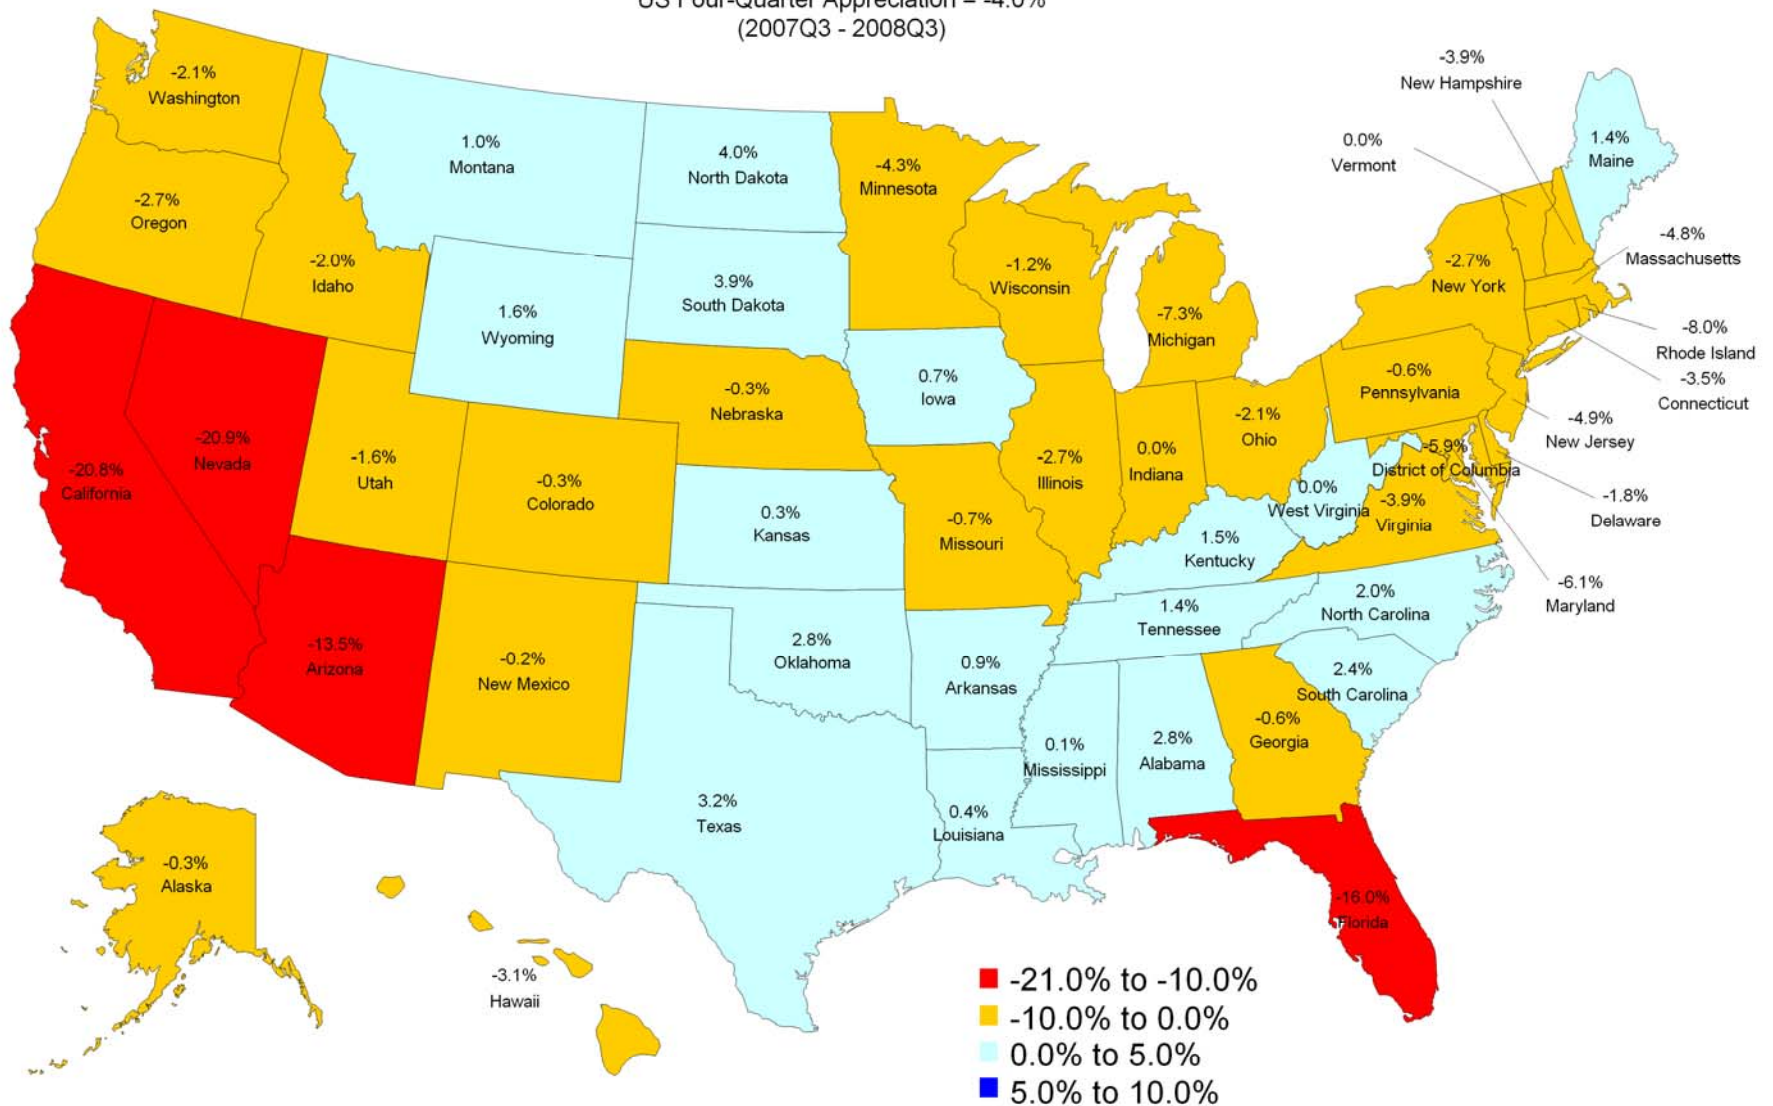 US Four-Quarter Appreciation = -4.0%
(2007Q3 - 2008Q3)
-3.9%
New Hampshire
-2.1%
Washington
1.0%
Montana
4.0%
North Dakota
-4.3%
Minnesota
0.0%
Vermont
1.4%
Maine
-2.7%
Oregon
-2.0%
Idaho
-1.2%
Wisconsin
-2.7%
New York
-4.8%
Massachusetts
1.6%
Wyoming
3.9%
South Dakota
-7.3%
Michigan
-8.0%
Rhode Island
-0.3%
Nebraska
0.7%
Iowa
-0.6%
Pennsylvania
-3.5%
Connecticut
-20.9%
Nevada
-2.1%
Ohio
-4.9%
New Jersey
-20.8%
California
-1.6%
Utah
-0.3%
Colorado
-2.7%
Illinois
0.0%
Indiana
-5.9%
District of Columbia
0.0%
West Virginia
-3.9%
Virginia
-1.8%
Delaware
0.3%
Kansas
-0.7%
Missouri
1.5%
Kentucky
-6.1%
Maryland
-13.5%
Arizona
-0.2%
New Mexico
2.8%
Oklahoma
0.9%
Arkansas
1.4%
Tennessee
2.0%
North Carolina
2.4%
South Carolina
3.2%
Texas
0.4%
Louisiana
0.1%
Mississippi
2.8%
Alabama
-0.6%
Georgia
-0.3%
Alaska
-16.0%
Florida
-3.1%
Hawaii
-21.0% to -10.0%
-10.0% to 0.0%
0.0% to 5.0%
5.0% to 10.0%